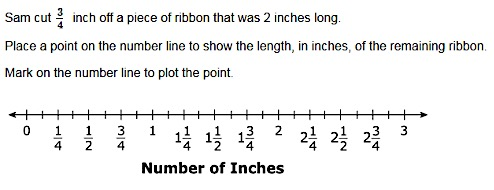 Sam cut 3/4 inch off a piece of ribbon that was 2 inches long.
Place a point on the number line to show the length, in inches, of the remaining ribbon.
Mark on the number line to plot the point.
0 1/4 1/2 3/4 1 1 1/4 1 1/2 1 3/4 2 2 1/4 2 1/2 2 3/4 3
Number of Inches